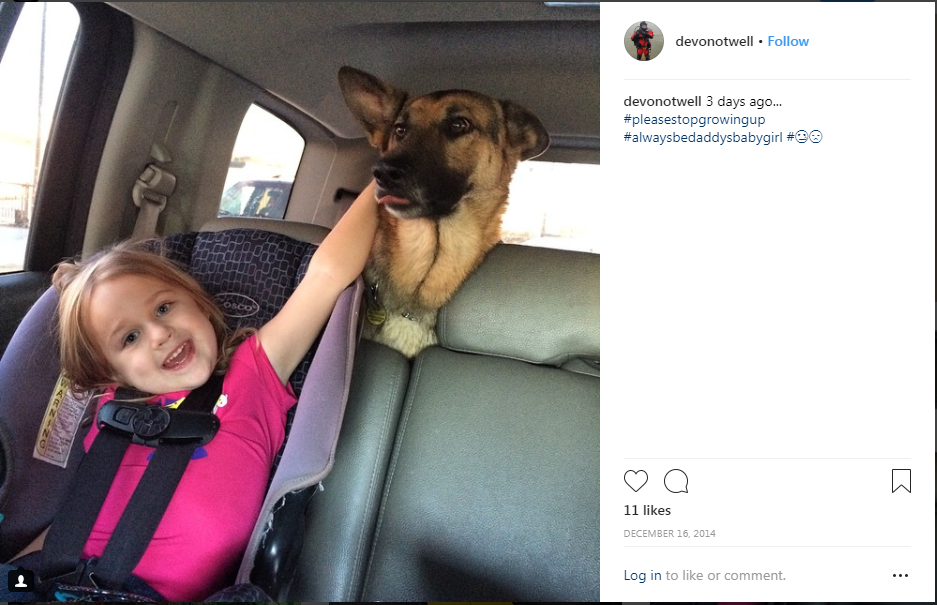 devonotwell • Follow
devonotwell 3 days ago...
#pleasestopgrowingup
#alwaysbedaddysbabygirl #😐☹
WARNING
11 likes
DECEMBER 16, 2014
Log in to like or comment.